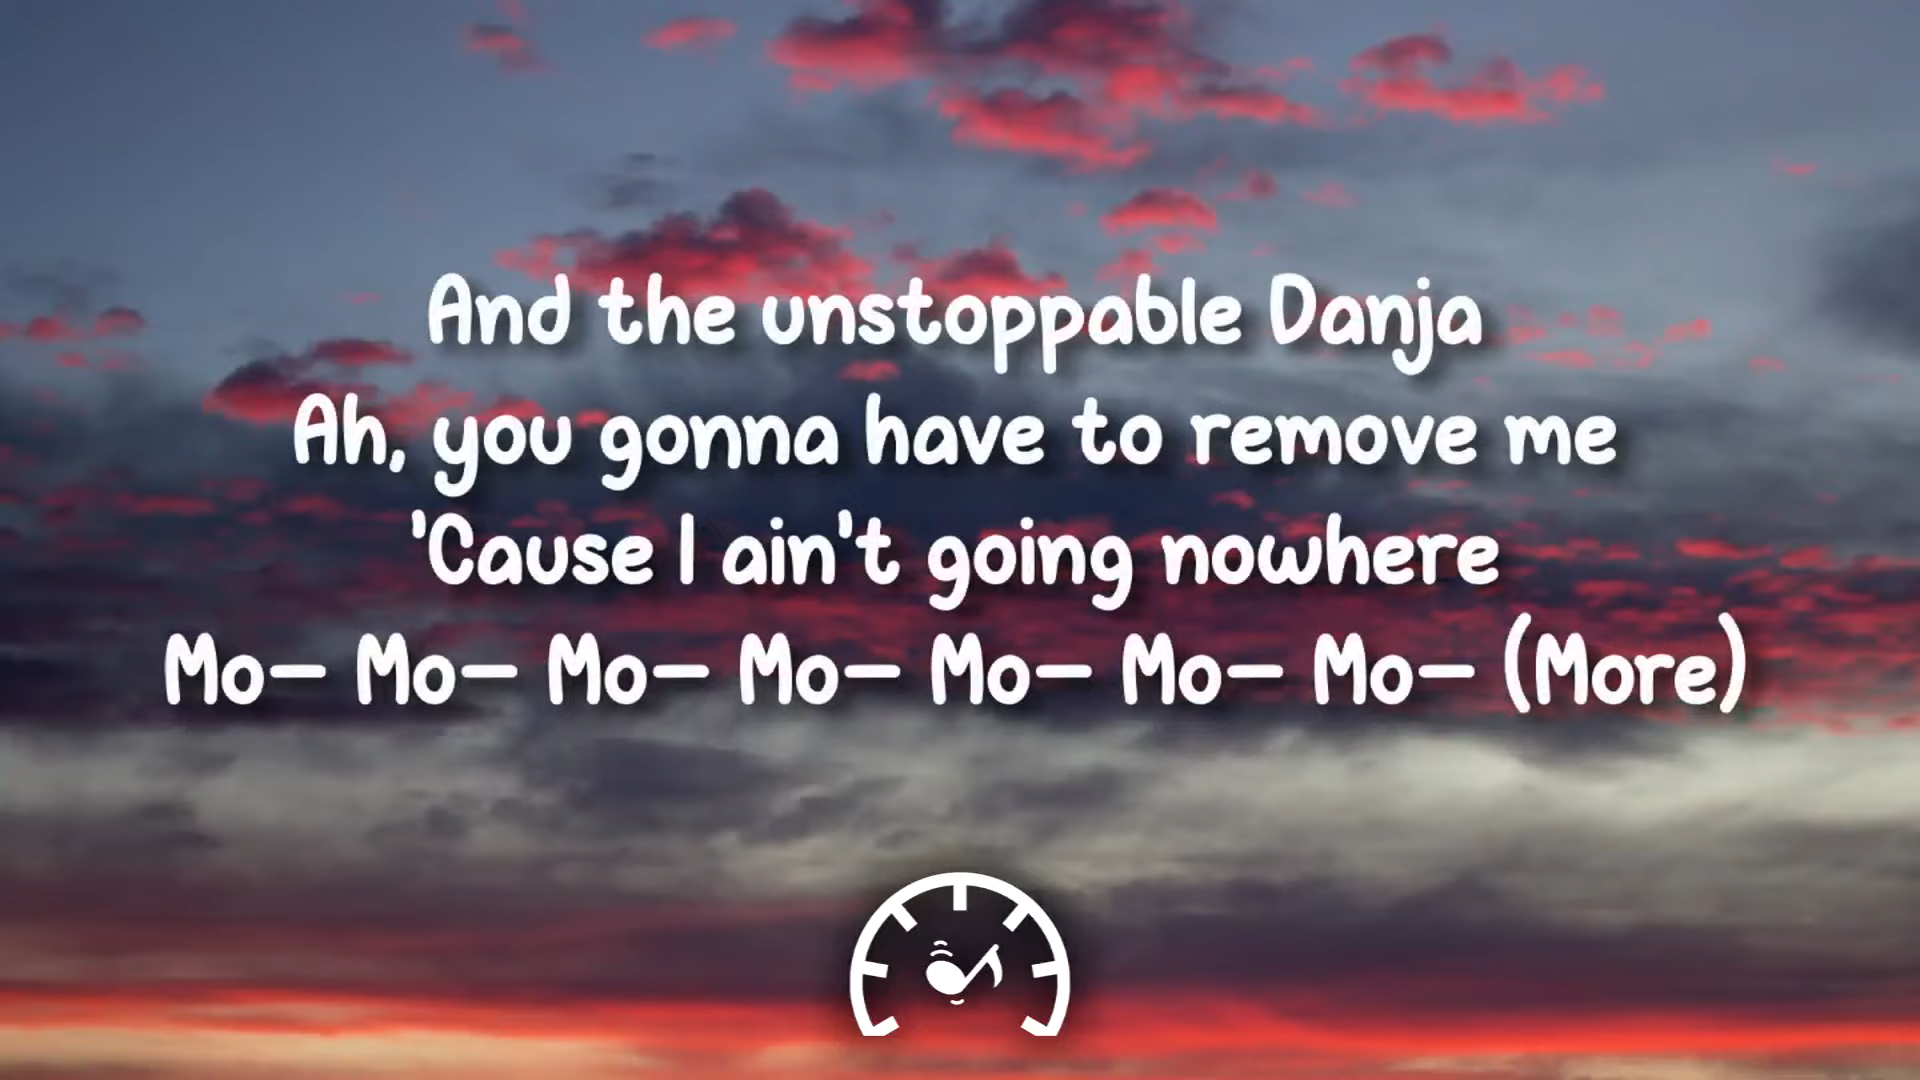 And the unstoppable Danja
Ah, you gonna have to remove me
'Cause I ain't going nowhere
Mo– Mo– Mo– Mo– Mo– Mo– Mo– (More)